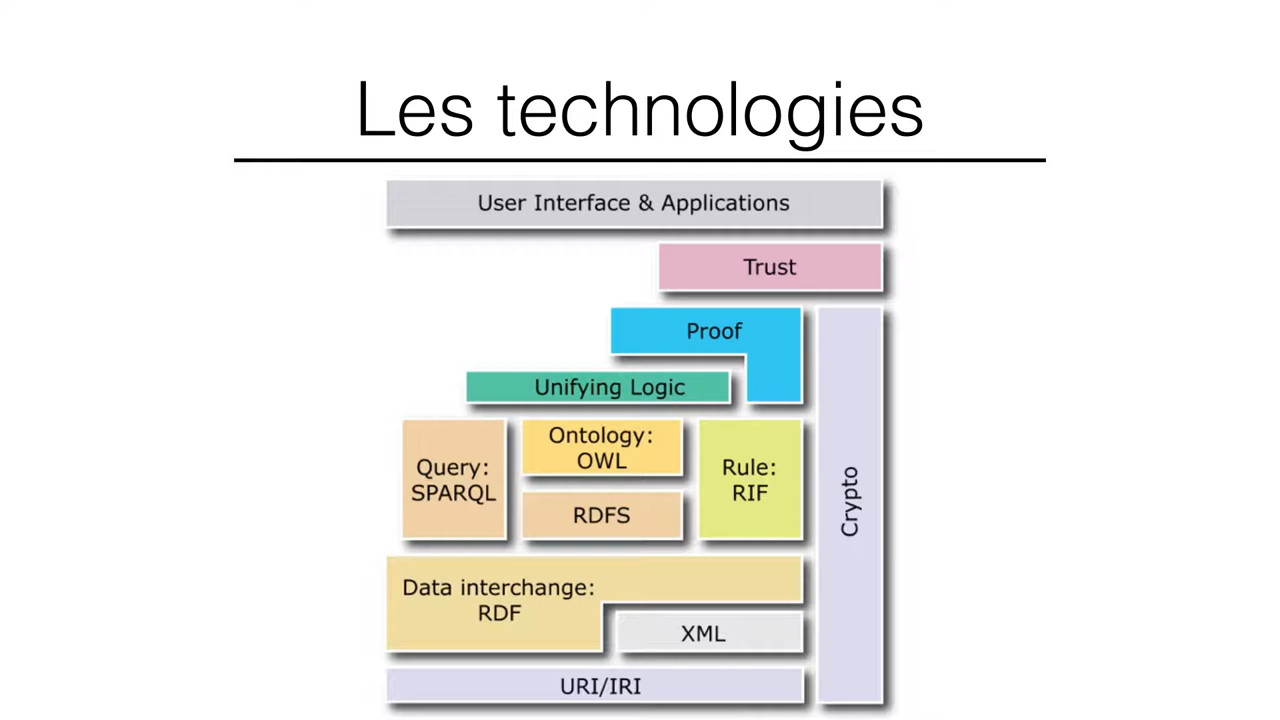 Les technologies
User Interface & Applications
Trust
Proof
Unifying Logic
Query:
SPARQL
Ontology:
OWL
RDFS
Rule:
RIF
Crypto
Data interchange:
RDF
XML
URI/IRI